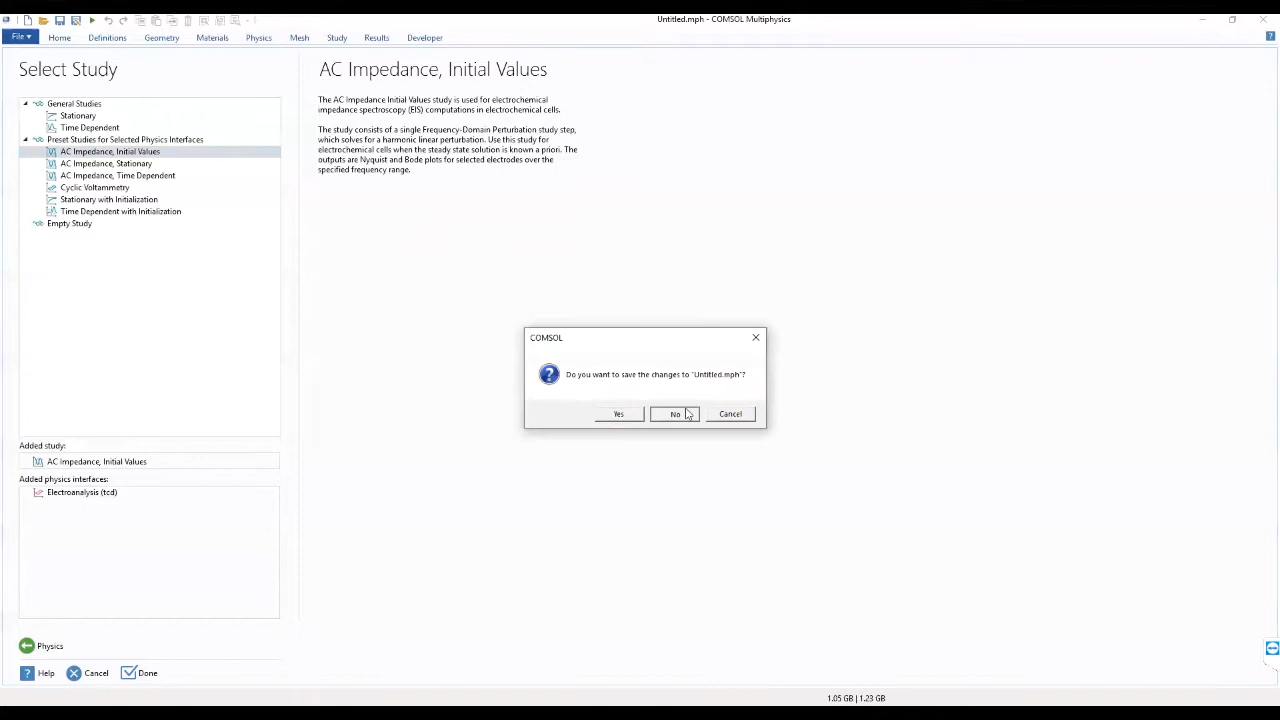 Untitled.mph - COMSOL Multiphysics
File
Home
Definitions
Geometry
Materials
Physics
Mesh
Study
Results
Developer
Select Study
General Studies
Stationary
Time Dependent
Preset Studies for Selected Physics Interfaces
AC Impedance, Initial Values
AC Impedance, Stationary
AC Impedance, Time Dependent
Cyclic Voltammetry
Stationary with Initialization
Time Dependent with Initialization
Empty Study
Added study:
AC Impedance, Initial Values
Added physics interfaces:
Electroanalysis (tcd)
Physics
Help
Cancel
Done
AC Impedance, Initial Values
The AC Impedance Initial Values study is used for electrochemical
impedance spectroscopy (EIS) computations in electrochemical cells.
The study consists of a single Frequency-Domain Perturbation study step,
which solves for a harmonic linear perturbation. Use this study for
electrochemical cells when the steady state solution is known a priori. The
outputs are Nyquist and Bode plots for selected electrodes over the
specified frequency range.
COMSOL
Do you want to save the changes to "Untitled.mph"?
Yes
No
Cancel
1.05 GB | 1.23 GB